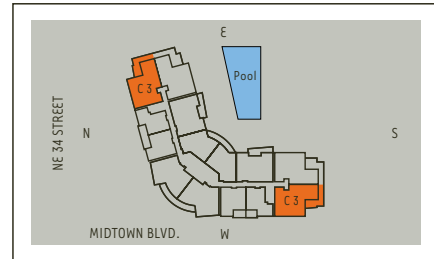 E
Pool
C 3
NE 34 STREET
N
S
C 3
MIDTOWN BLVD.
W